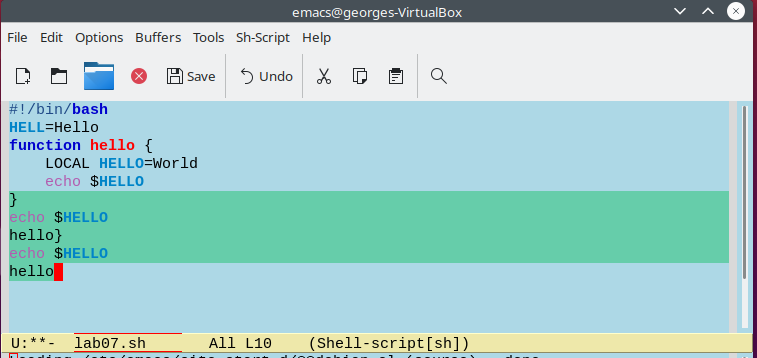 emacs@georges-VirtualBox
File Edit Options Buffers Tools Sh-Script Help
Save Undo
#!/bin/bash
HELL=Hello
function hello {
    LOCAL HELLO=World
    echo $HELLO
}
echo $HELLO
hello}
echo $HELLO
hello
U:**- lab07.sh All L10 (Shell-script[sh])